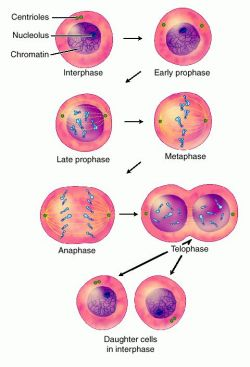 Centrioles
Nucleolus
Chromatin
Interphase
Early prophase
Late prophase
Metaphase
Anaphase
Telophase
Daughter cells
in interphase